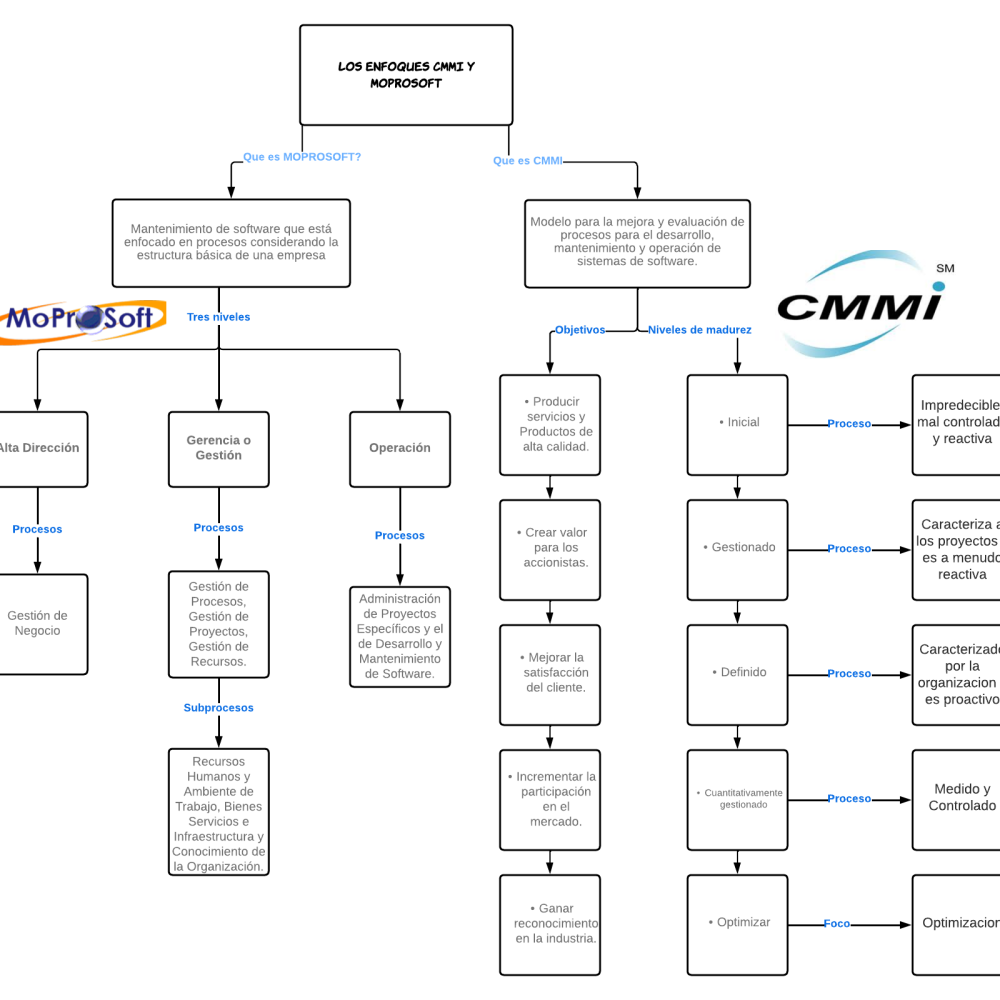 LOS ENFOQUES CMMI Y
MOPROSOFT
Que es MOPROSOFT?
Que es CMMI
Mantenimiento de software que está
enfocado en procesos considerando la
estructura básica de una empresa
Modelo para la mejora y evaluación de
procesos para el desarrollo,
mantenimiento y operación de
sistemas de software.
MoProSoft
Tres niveles
CMMi
SM
Objetivos
Niveles de madurez
Alta Dirección
Gerencia o
Gestión
Operación
Procesos
Procesos
Procesos
Gestión de
Negocio
Gestión de
Procesos,
Gestión de
Proyectos,
Gestión de
Recursos.
Administración
de Proyectos
Específicos y el
de Desarrollo y
Mantenimiento
de Software.
Subprocesos
Recursos
Humanos y
Ambiente de
Trabajo, Bienes
Servicios e
Infraestructura y
Conocimiento de
la Organización.
• Producir
servicios y
Productos de
alta calidad.
• Crear valor
para los
accionistas.
• Mejorar la
satisfacción
del cliente.
• Incrementar la
participación
en el
mercado.
• Ganar
reconocimiento
en la industria.
• Inicial
Proceso
Impredecible
mal controlad
y reactiva
• Gestionado
Proceso
Caracteriza a
los proyectos
es a menudo
reactiva
• Definido
Proceso
Caracterizado
por la
organizacion
es proactivo
• Cuantitativamente
gestionado
Proceso
Medido y
Controlado
• Optimizar
Foco
Optimizacion